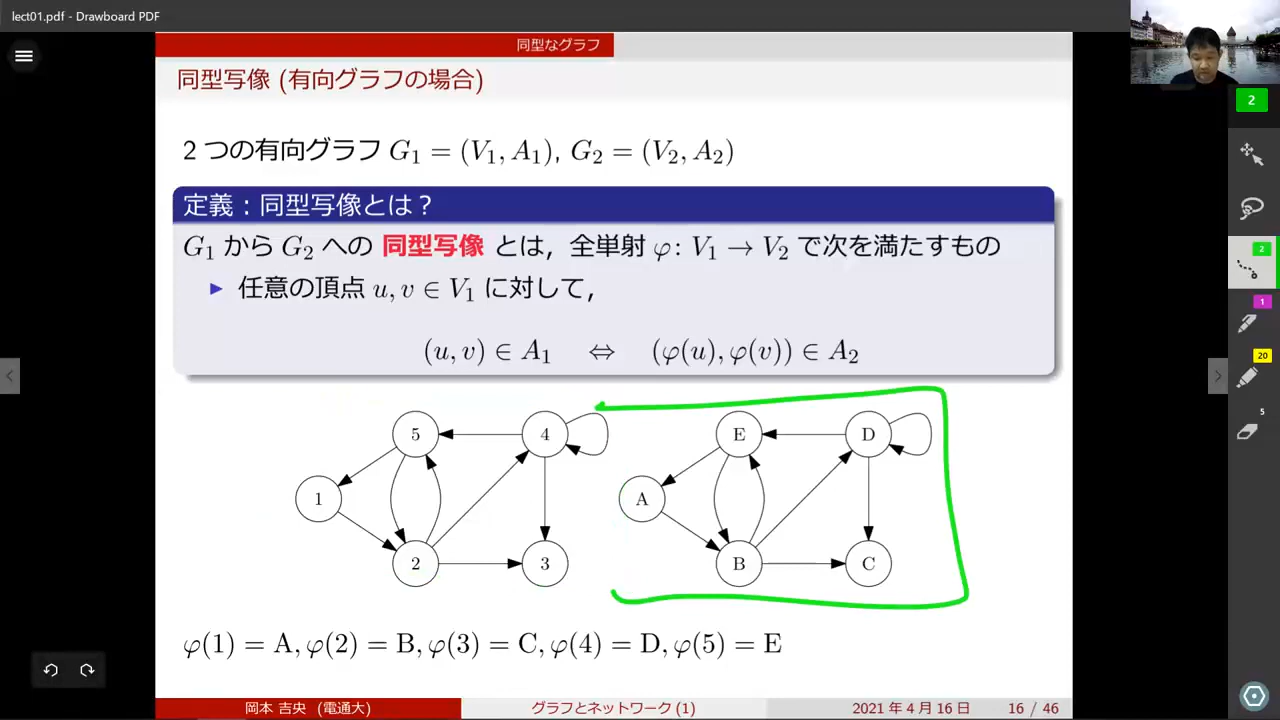 lect01.pdf - Drawboard PDF
同型なグラフ
同型写像 (有向グラフの場合)
2 つの有向グラフ G₁ = (V₁, A₁), G₂ = (V₂, A₂)
定義:同型写像とは?
G₁ から G₂ への 同型写像 とは, 全単射 φ: V₁ → V₂ で次を満たすもの
▶ 任意の頂点 u, v ∈ V₁ に対して,
(u, v) ∈ A₁ ⇔ (φ(u), φ(v)) ∈ A₂
5 4 E D
1 A
2 3 B C
φ(1) = A, φ(2) = B, φ(3) = C, φ(4) = D, φ(5) = E
岡本 吉央 (電通大) グラフとネットワーク (1) 2021 年 4 月 16 日 16 / 46
2
2
1
20
5